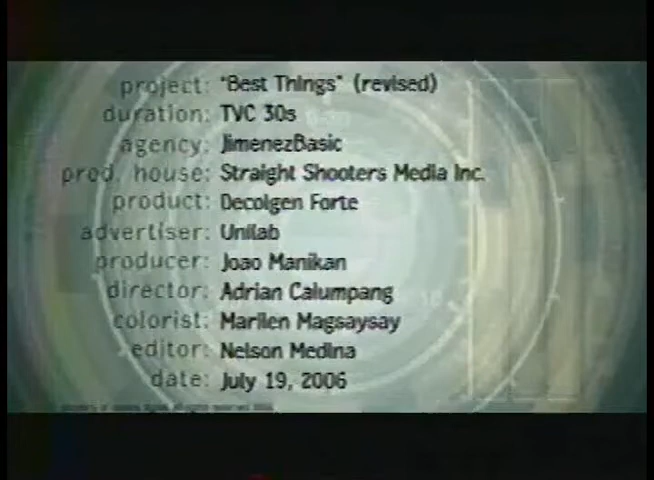 project: "Best Things" (revised)
duration: TVC 30s
agency: JimenezBasic
prod. house: Straight Shooters Media Inc.
product: Decolgen Forte
advertiser: Unilab
producer: Joao Manikan
director: Adrian Calumpang
colorist: Marilen Magsaysay
editor: Nelson Medina
date: July 19, 2006